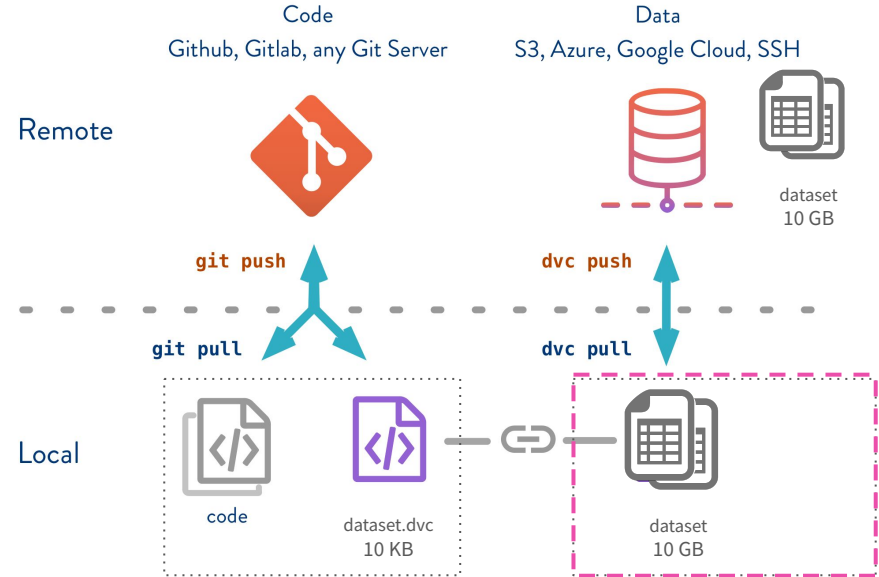 Code
Github, Gitlab, any Git Server
Data
S3, Azure, Google Cloud, SSH
Remote
dataset
10 GB
git push
dvc push
git pull
dvc pull
Local
</>
code
</>
dataset.dvc
10 KB
dataset
10 GB